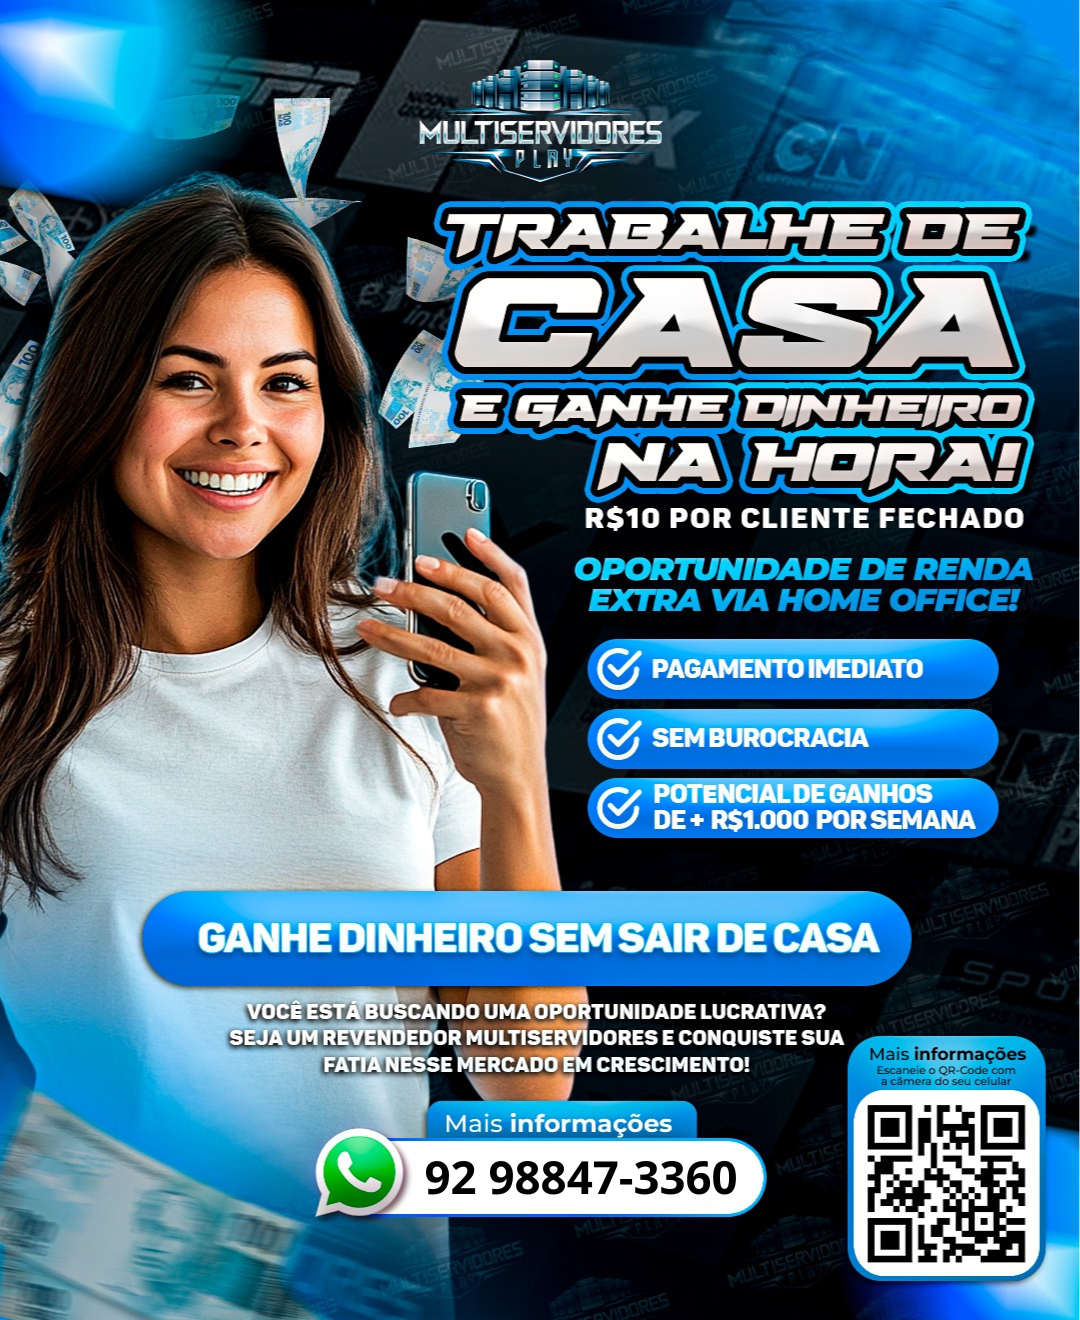 MULTISERVIDORES
PLAY
TRABALHE DE
CASA
E GANHE DINHEIRO
NA HORA!
R$10 POR CLIENTE FECHADO
OPORTUNIDADE DE RENDA
EXTRA VIA HOME OFFICE!
PAGAMENTO IMEDIATO
SEM BUROCRACIA
POTENCIAL DE GANHOS
DE + R$1.000 POR SEMANA
GANHE DINHEIRO SEM SAIR DE CASA
VOCÊ ESTÁ BUSCANDO UMA OPORTUNIDADE LUCRATIVA?
SEJA UM REVENDEDOR MULTISERVIDORES E CONQUISTE SUA
FATIA NESSE MERCADO EM CRESCIMENTO!
Mais informações
92 98847-3360
Mais informações
Escaneie o QR-Code com
a câmera do seu celular